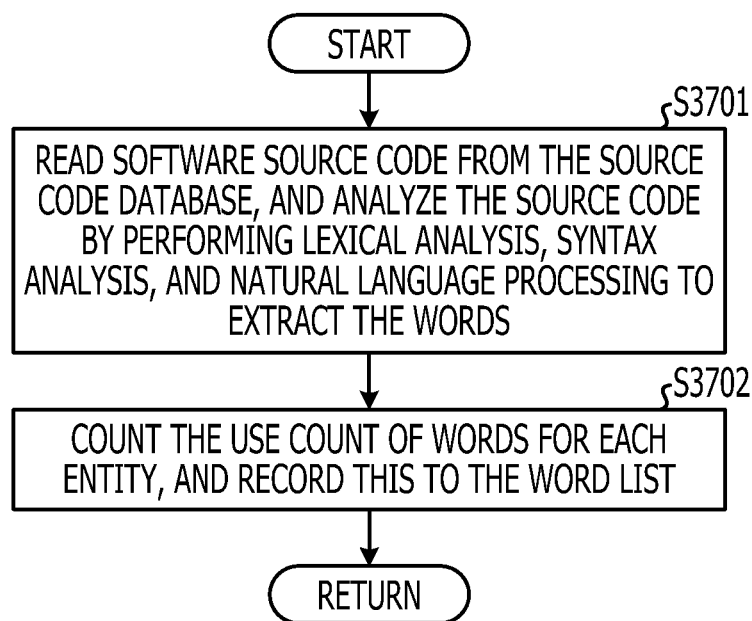 START
S3701
READ SOFTWARE SOURCE CODE FROM THE SOURCE
CODE DATABASE, AND ANALYZE THE SOURCE CODE
BY PERFORMING LEXICAL ANALYSIS, SYNTAX
ANALYSIS, AND NATURAL LANGUAGE PROCESSING TO
EXTRACT THE WORDS
S3702
COUNT THE USE COUNT OF WORDS FOR EACH
ENTITY, AND RECORD THIS TO THE WORD LIST
RETURN